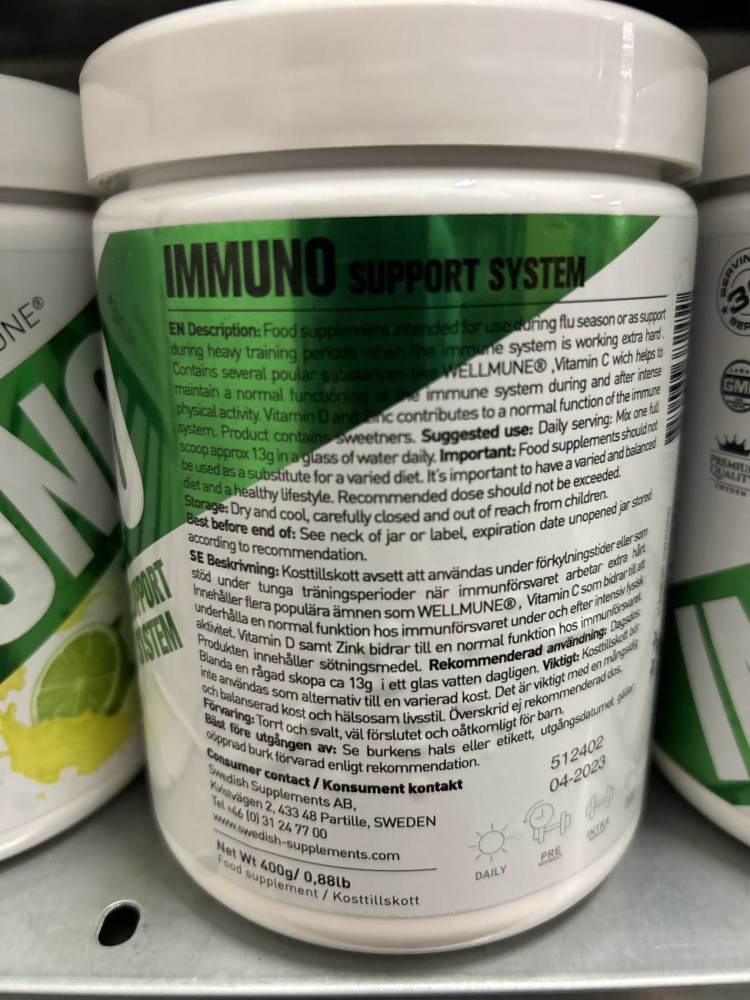 IMMUNO SUPPORT SYSTEM
EN Description: Food supplement intended for use during flu season or as support
during heavy training periods when the immune system is working extra hard.
Contains several poular substances like WELLMUNE® ,Vitamin C wich helps to
maintain a normal functioning of the immune system during and after intense
physical activity. Vitamin D and Zinc contributes to a normal function of the immune
system. Product contains sweetners. Suggested use: Daily serving: Mix one full
scoop approx 13g in a glass of water daily. Important: Food supplements should not
be used as a substitute for a varied diet. It's important to have a varied and balanced
diet and a healthy lifestyle. Recommended dose should not be exceeded.
Storage: Dry and cool, carefully closed and out of reach from children.
Best before end of: See neck of jar or label, expiration date unopened jar stored
according to recommendation.
SE Beskrivning: Kosttillskott avsett att användas under förkylningstider eller som
stöd under tunga träningsperioder när immunförsvaret arbetar extra hårt.
Innehåller flera populära ämnen som WELLMUNE®, Vitamin C som bidrar till att
underhålla en normal funktion hos immunförsvaret under och efter intensiv fysisk
aktivitet. Vitamin D samt Zink bidrar till en normal funktion hos immunförsvaret.
Produkten innehåller sötningsmedel. Rekommenderad användning: Dagsdos:
Blanda en rågad skopa ca 13g i ett glas vatten dagligen. Viktigt: Kosttillskott bör
inte användas som alternativ till en varierad kost. Det är viktigt med en mångsidig
och balanserad kost och hälsosam livsstil. Överskrid ej rekommenderad dos.
Förvaring: Torrt och svalt, väl förslutet och oåtkomligt för barn.
Bäst före utgången av: Se burkens hals eller etikett, utgångsdatumet gäller
oöppnad burk förvarad enligt rekommendation.
Consumer contact / Konsument kontakt
Swedish Supplements AB,
Kvistvägen 2, 433 48 Partille, SWEDEN
Tel +46 (0) 31 24 77 00
www.swedish-supplements.com
Net Wt 400g/ 0,88lb
Food supplement / Kosttillskott
512402
04-2023
DAILY
PRE
INTRA
UNE®
SYSTEM
GMP
PREMIUM
QUALITY
SWEDEN